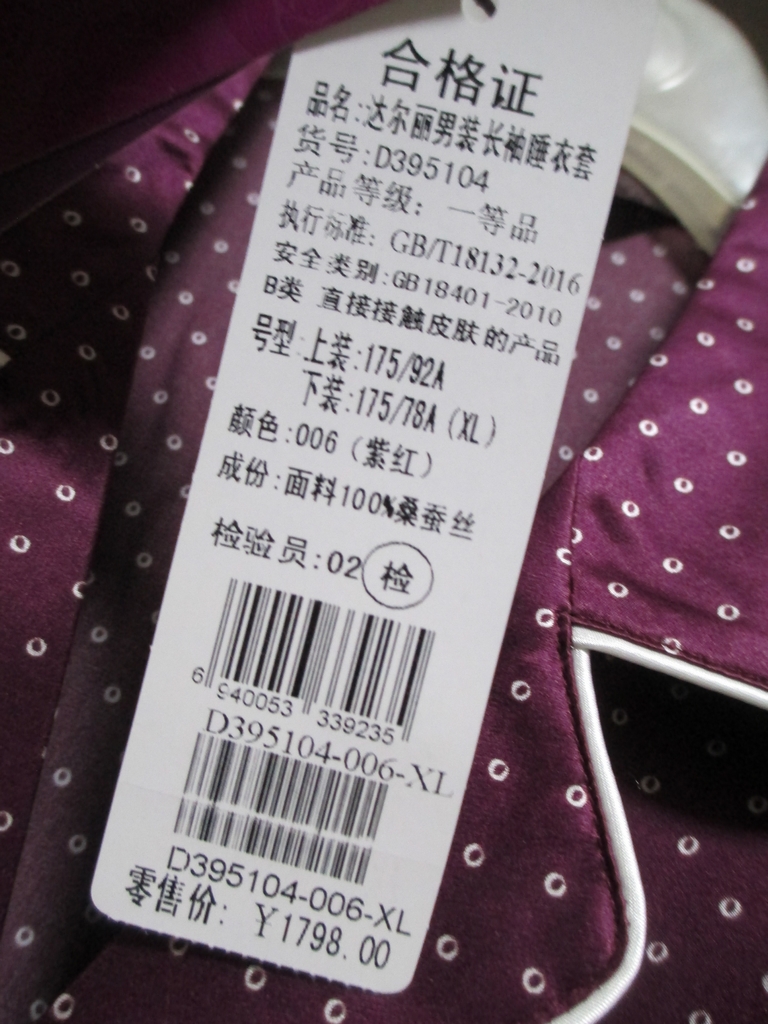 合格证
品名:达尔丽男装长袖睡衣套
货号:D395104
产品等级: 一等品
执行标准: GB/T18132-2016
安全类别:GB18401-2010
B类 直接接触皮肤的产品
号型:上装:175/92A
下装:175/78A(XL)
颜色:006(紫红)
成份:面料100%桑蚕丝
检验员:02 检
6 940053 339235
D395104-006-XL
D395104-006-XL
零售价: ¥1798.00